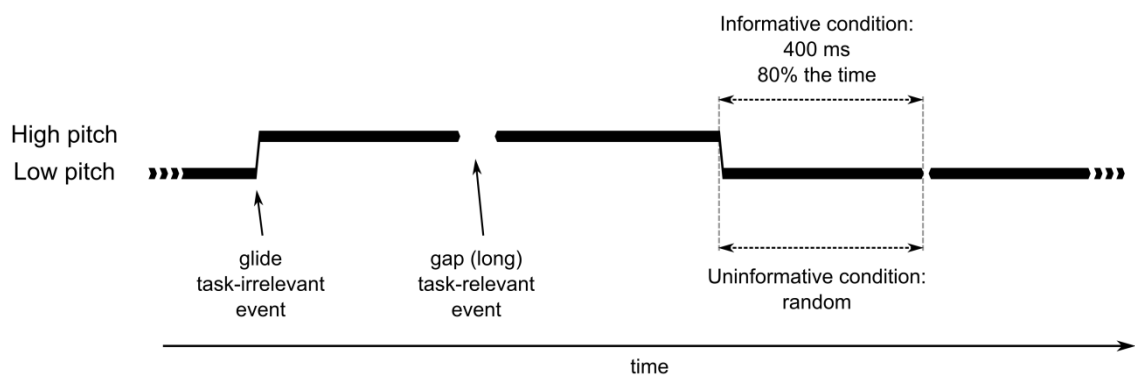 Informative condition:
400 ms
80% the time
High pitch
Low pitch
glide
task-irrelevant
event
gap (long)
task-relevant
event
Uninformative condition:
random
time